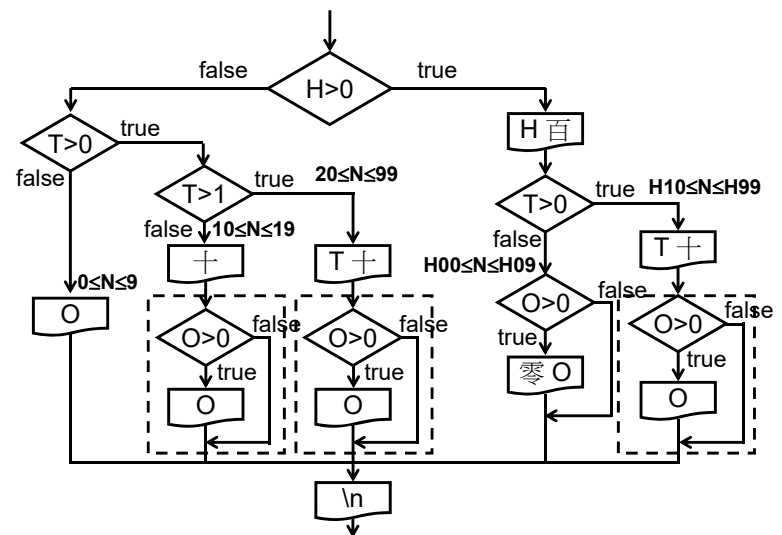 false
H>0
true
H 百
T>0
true
false
T>1
true
20≤N≤99
false
10≤N≤19
T>0
true
H10≤N≤H99
false
H00≤N≤H09
十
T 十
T 十
0≤N≤9
O
O>0
false
true
O
O>0
false
true
O
O>0
false
true
零 O
O>0
false
true
O
\n